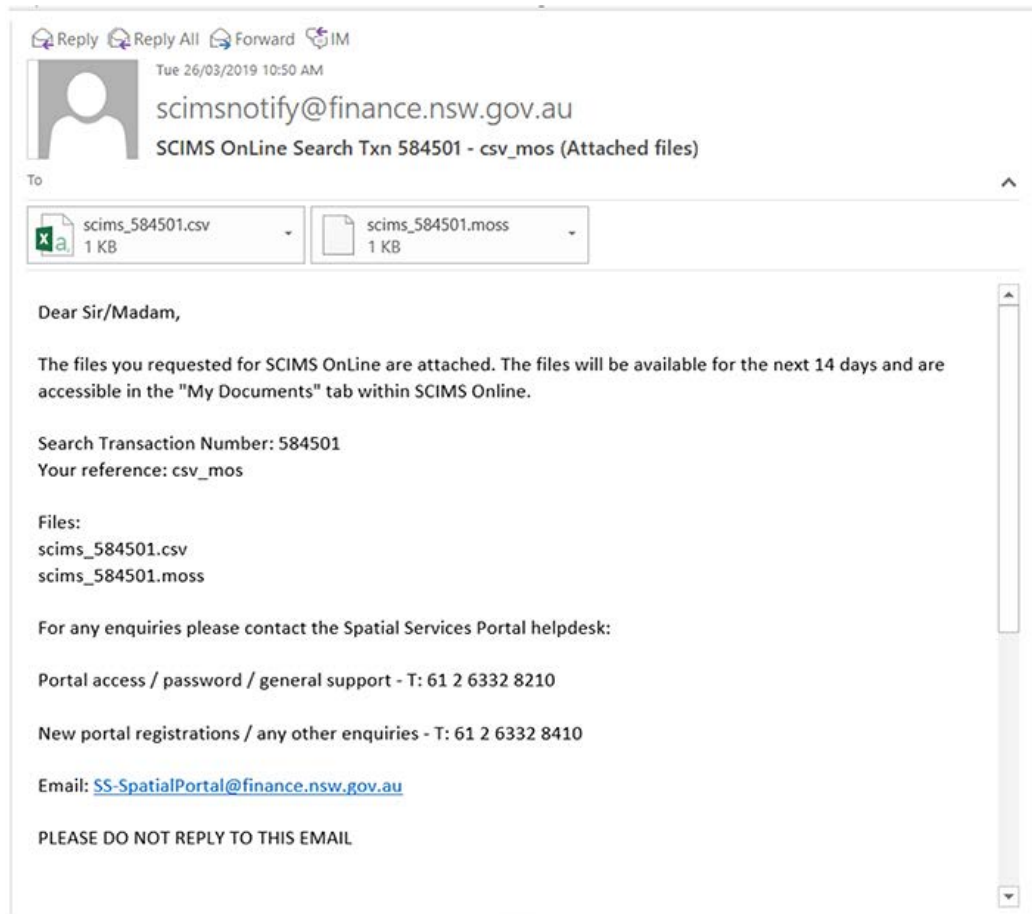 Reply Reply All Forward IM
Tue 26/03/2019 10:50 AM
scimsnotify@finance.nsw.gov.au
SCIMS OnLine Search Txn 584501 - csv_mos (Attached files)
To
scims_584501.csv
1 KB
scims_584501.moss
1 KB
Dear Sir/Madam,
The files you requested for SCIMS OnLine are attached. The files will be available for the next 14 days and are
accessible in the "My Documents" tab within SCIMS Online.
Search Transaction Number: 584501
Your reference: csv_mos
Files:
scims_584501.csv
scims_584501.moss
For any enquiries please contact the Spatial Services Portal helpdesk:
Portal access / password / general support - T: 61 2 6332 8210
New portal registrations / any other enquiries - T: 61 2 6332 8410
Email: SS-SpatialPortal@finance.nsw.gov.au
PLEASE DO NOT REPLY TO THIS EMAIL